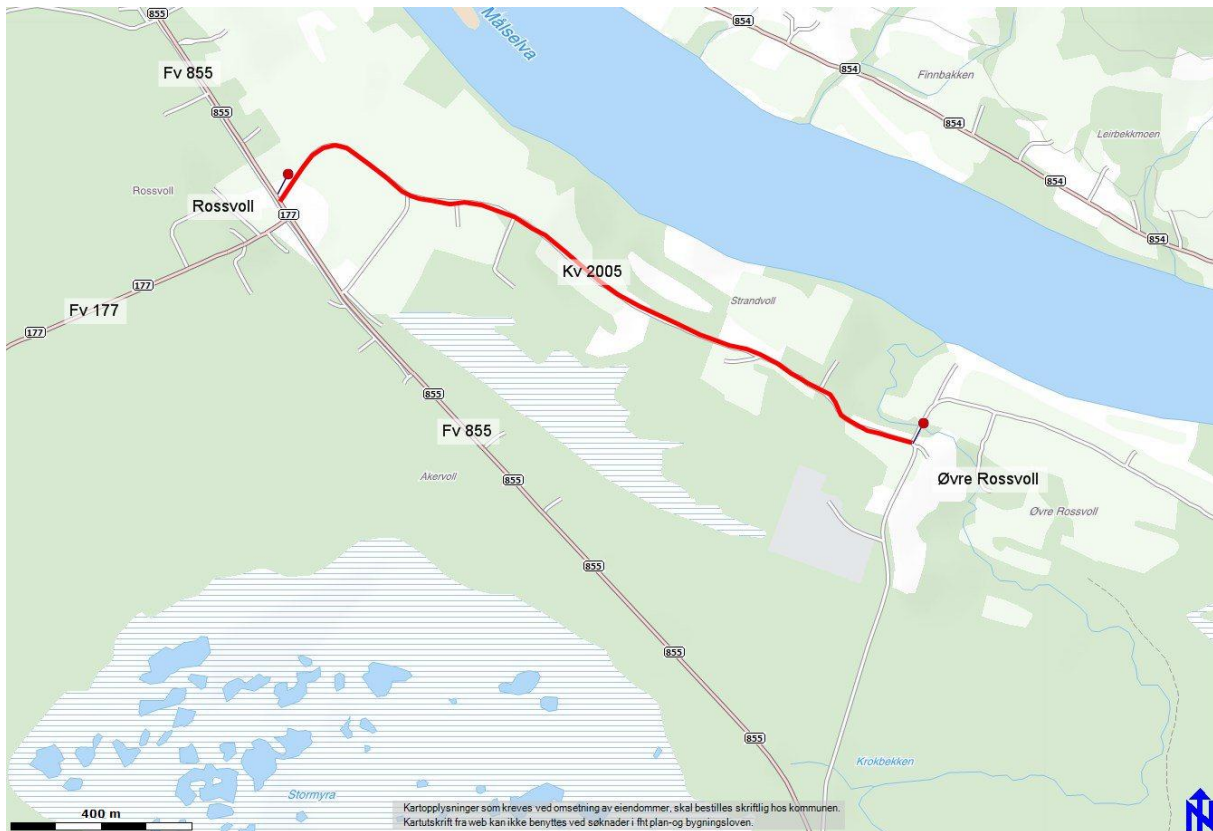 855
Målselva
854
Fv 855
854
Finnbakken
855
854
Leirbekkmoen
854
Rossvoll
Rossvoll
177
854
Kv 2005
177
Fv 177
Strandvoll
177
855
Fv 855
Akervoll
855
Øvre Rossvoll
Øvre Rossvoll
855
855
855
Krokbekken
Stormyra
400 m
Kartopplysninger som kreves ved omsetning av eiendommer, skal bestilles skriftlig hos kommunen.
Kartutskrift fra web kan ikke benyttes ved søknader i fht plan-og bygningsloven.
N